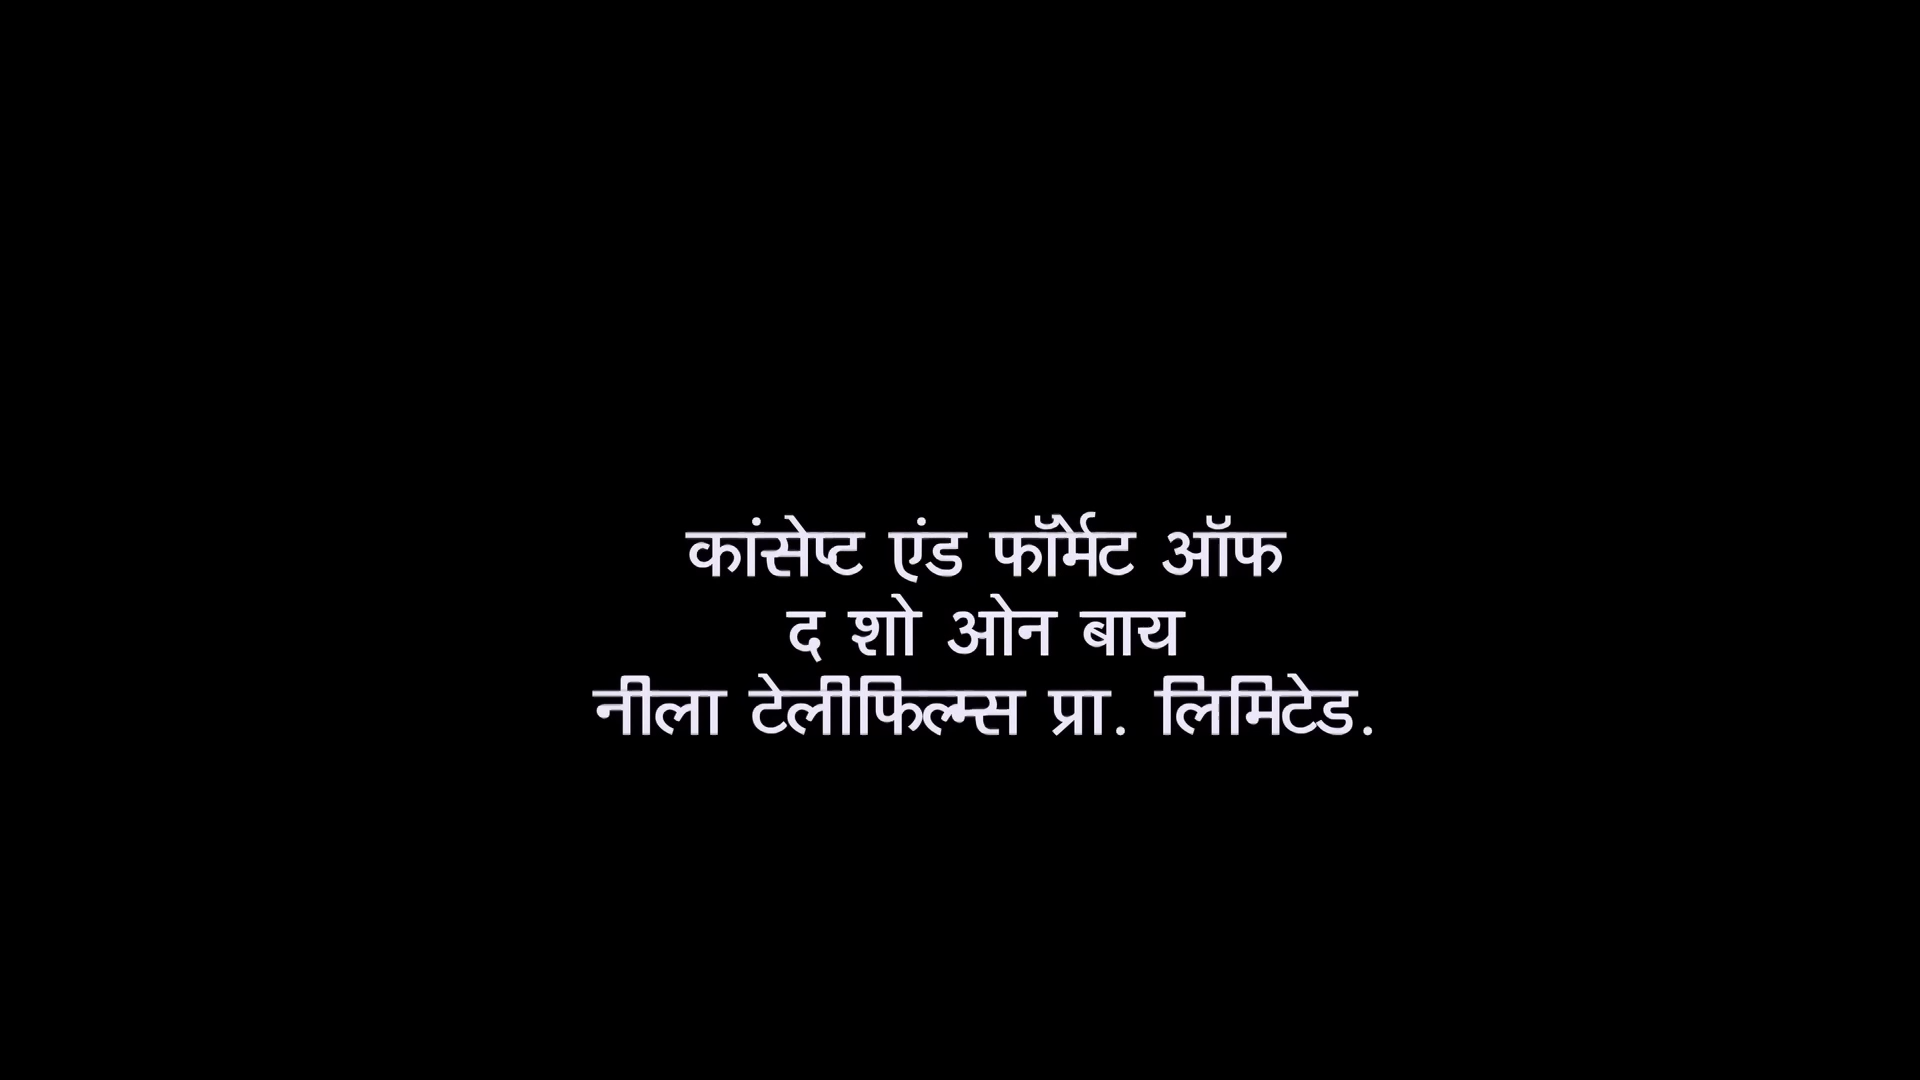 कांसेप्ट एंड फॉर्मेट ऑफ
द शो ओन बाय
नीला टेलीफिल्म्स प्रा. लिमिटेड.